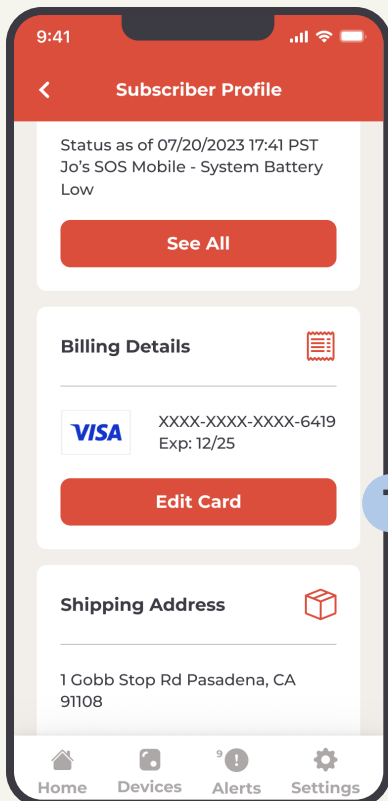 9:41
Subscriber Profile
Status as of 07/20/2023 17:41 PST
Jo's SOS Mobile - System Battery
Low
See All
Billing Details
VISA
XXXX-XXXX-XXXX-6419
Exp: 12/25
Edit Card
Shipping Address
1 Gobb Stop Rd Pasadena, CA
91108
9
Home
Devices
Alerts
Settings